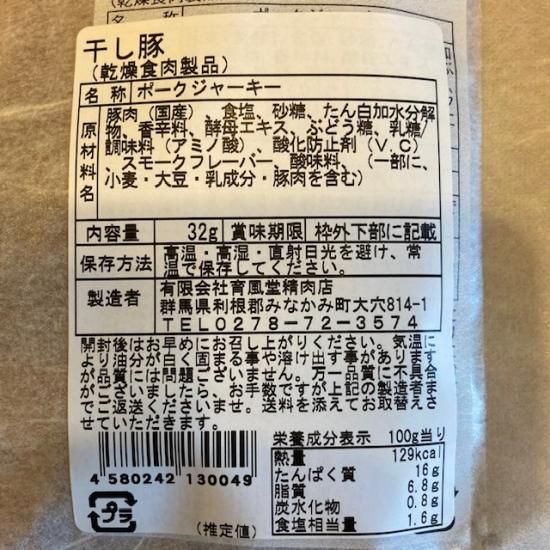 干し豚
(乾燥食肉製品)
名称 ポークジャーキー
原材料名 豚肉(国産)、食塩、砂糖、たん白加水分解
物、香辛料、酵母エキス、ぶどう糖、乳糖/
調味料(アミノ酸)、酸化防止剤(V.C)
、スモークフレーバー、酸味料、(一部に、
小麦・大豆・乳成分・豚肉を含む)
内容量 32g 賞味期限 枠外下部に記載
保存方法 高温・高湿・直射日光を避け、常
温で保存してください。
製造者 有限会社育風堂精肉店
群馬県利根郡みなかみ町大穴814-1
TEL0278-72-3574
開封後はお早めにお召し上がりください。気温に
より油分が白く固まる事や溶け出す事があります
が品質には問題ございません。万一品質に不具合
がございましたら、お手数ですが上記の製造者ま
でご返送くださいませ。送料を添えてお取替えさ
せていただきます。
栄養成分表示 100g当り
熱量 129kcal
たんぱく質 16g
脂質 6.8g
炭水化物 0.8g
食塩相当量 1.6g
4 580242 130049
プラ
(推定値)